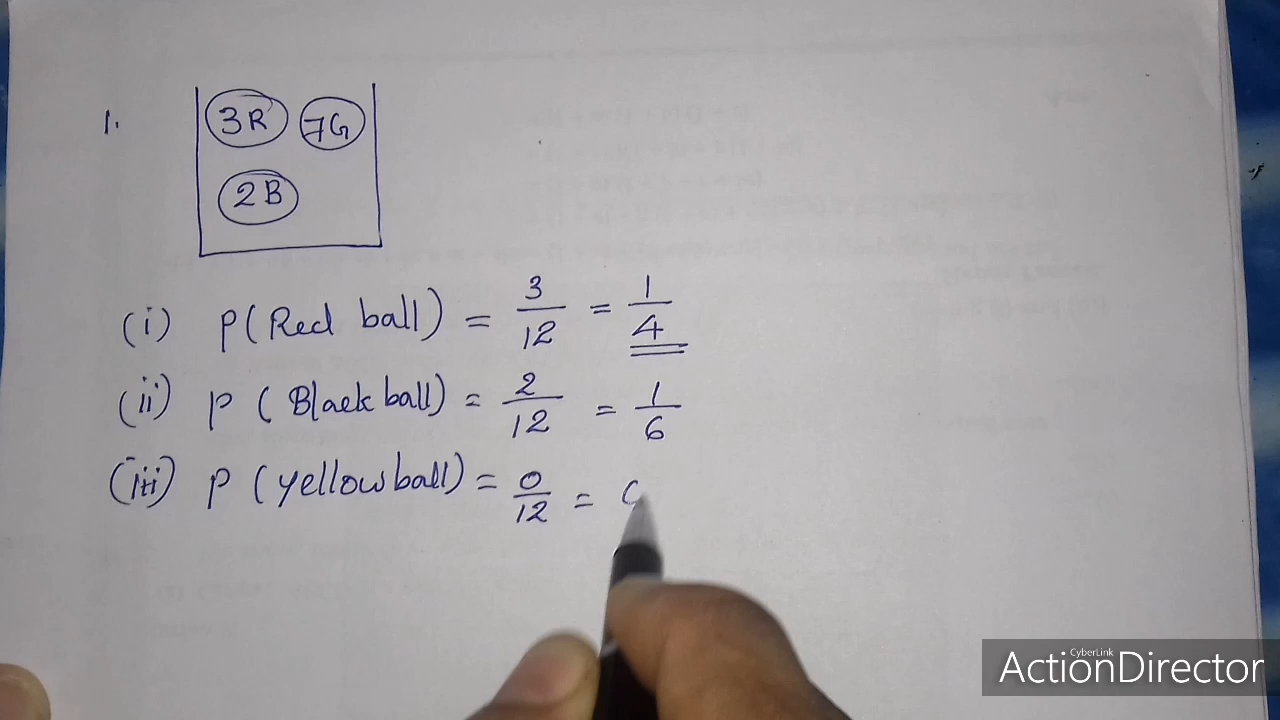 1. 3R 7G
2B
(i) P(Red ball) = 3/12 = 1/4
(ii) P (Black ball) = 2/12 = 1/6
(iii) P (yellow ball) = 0/12 =
CyberLink
ActionDirector